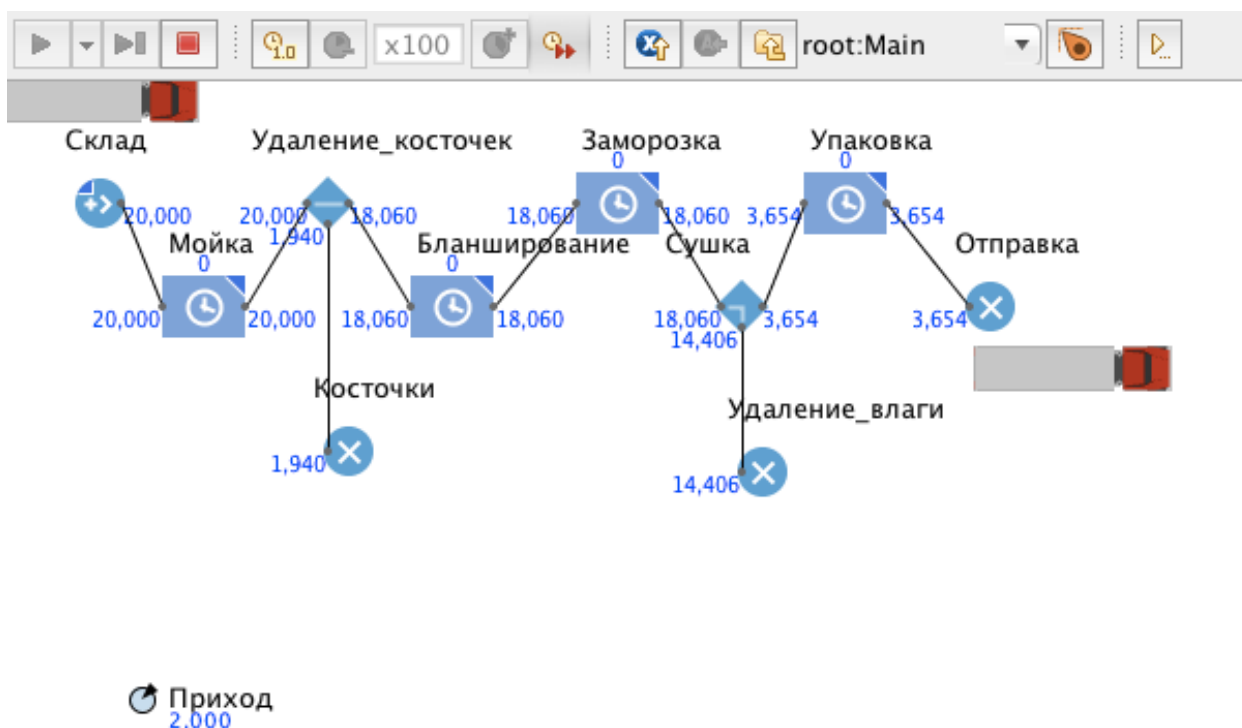 1.0 x100 root:Main
Склад Удаление_косточек Заморозка Упаковка
0 0
20,000 20,000 18,060 18,060 18,060 3,654 3,654
1,940
Мойка Бланширование Сушка Отправка
0 0
20,000 20,000 18,060 18,060 18,060 3,654 3,654
14,406
Косточки
Удаление_влаги
1,940
14,406
Приход
2,000